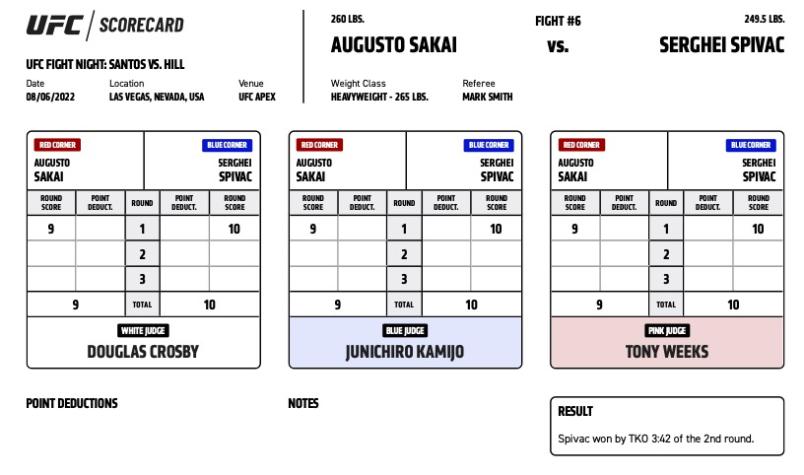 UFC / SCORECARD
UFC FIGHT NIGHT: SANTOS VS. HILL
Date Location Venue
08/06/2022 LAS VEGAS, NEVADA, USA UFC APEX
260 LBS. FIGHT #6 249.5 LBS.
AUGUSTO SAKAI VS. SERGHEI SPIVAC
Weight Class Referee
HEAVYWEIGHT - 265 LBS. MARK SMITH
RED CORNER BLUE CORNER
AUGUSTO SERGHEI
SAKAI SPIVAC
ROUND SCORE POINT DEDUCT. ROUND POINT DEDUCT. ROUND SCORE
9 1 10
2
3
9 TOTAL 10
WHITE JUDGE
DOUGLAS CROSBY
RED CORNER BLUE CORNER
AUGUSTO SERGHEI
SAKAI SPIVAC
ROUND SCORE POINT DEDUCT. ROUND POINT DEDUCT. ROUND SCORE
9 1 10
2
3
9 TOTAL 10
BLUE JUDGE
JUNICHIRO KAMIJO
RED CORNER BLUE CORNER
AUGUSTO SERGHEI
SAKAI SPIVAC
ROUND SCORE POINT DEDUCT. ROUND POINT DEDUCT. ROUND SCORE
9 1 10
2
3
9 TOTAL 10
PINK JUDGE
TONY WEEKS
POINT DEDUCTIONS
NOTES
RESULT
Spivac won by TKO 3:42 of the 2nd round.